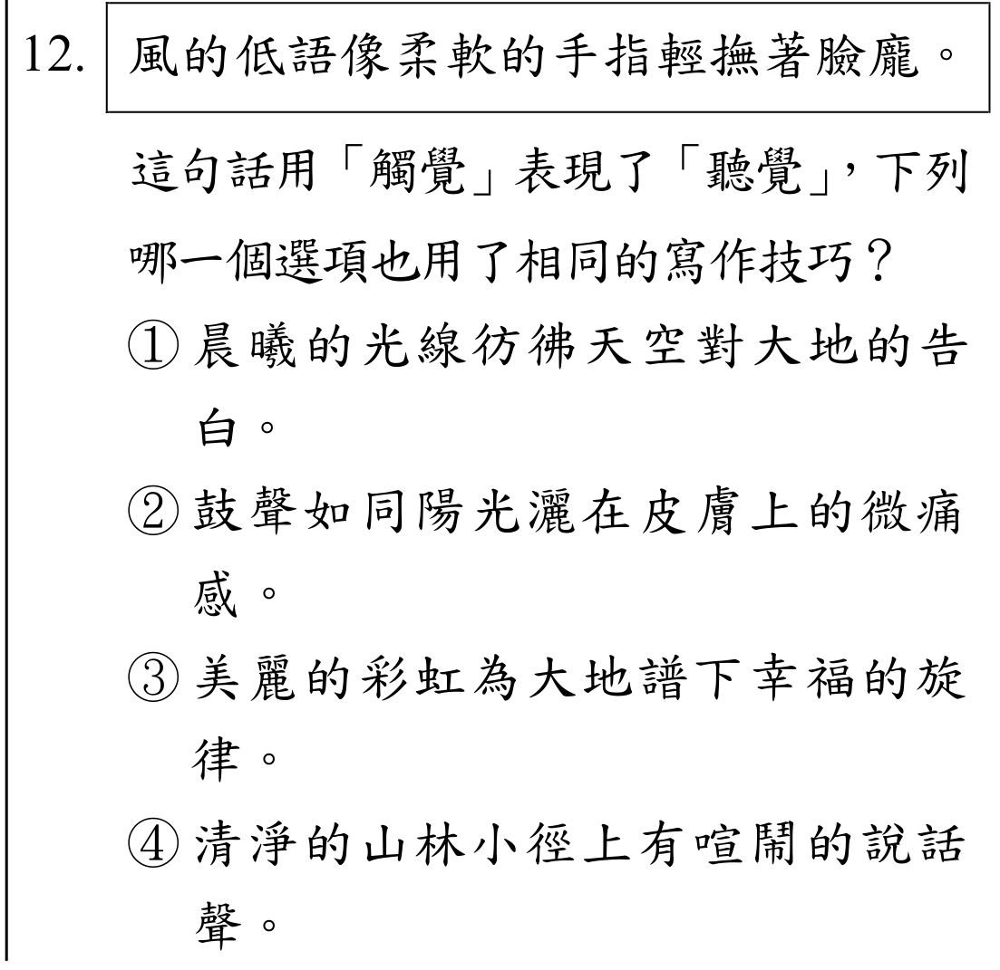 12. 風的低語像柔軟的手指輕撫著臉龐。
這句話用「觸覺」表現了「聽覺」，下列
哪一個選項也用了相同的寫作技巧？
①晨曦的光線彷彿天空對大地的告
白。
②鼓聲如同陽光灑在皮膚上的微痛
感。
③美麗的彩虹為大地譜下幸福的旋
律。
④清淨的山林小徑上有喧鬧的說話
聲。